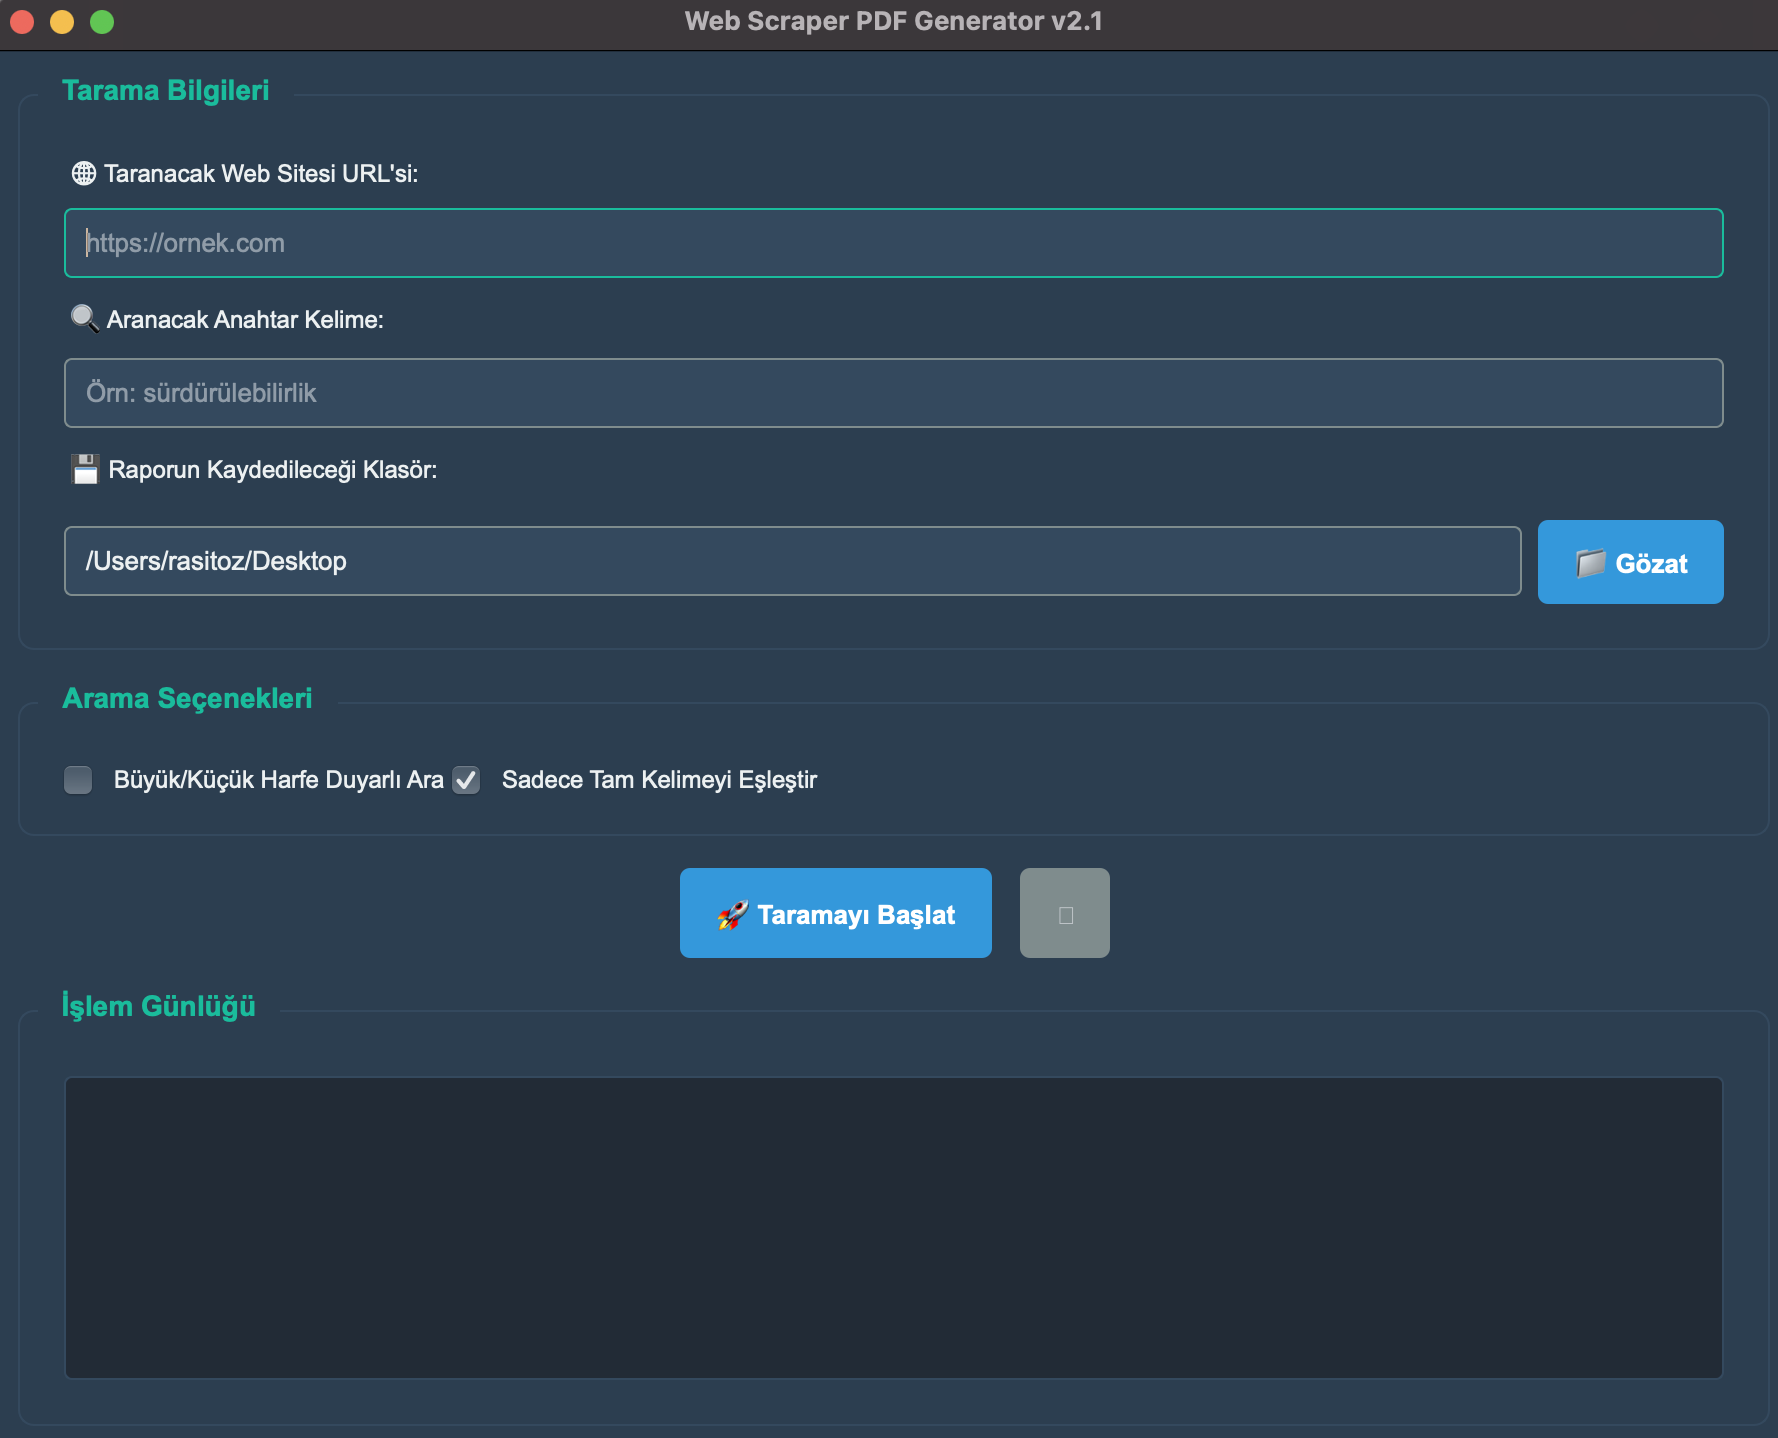 Web Scraper PDF Generator v2.1
Tarama Bilgileri
Taranacak Web Sitesi URL'si:
https://ornek.com
Aranacak Anahtar Kelime:
Örn: sürdürülebilirlik
Raporun Kaydedileceği Klasör:
/Users/rasitoz/Desktop
Gözat
Arama Seçenekleri
Büyük/Küçük Harfe Duyarlı Ara
Sadece Tam Kelimeyi Eşleştir
Taramayı Başlat
İşlem Günlüğü